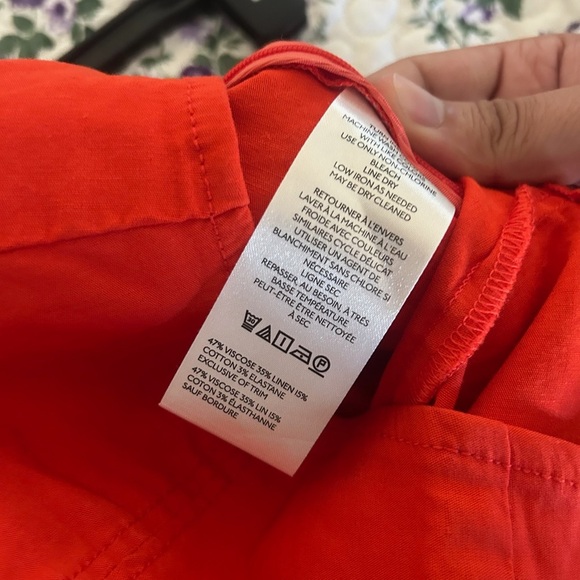 TURN
MACHINE WASH
WITH LIKE COLORS
USE ONLY NON-CHLORINE
BLEACH
LINE DRY
LOW IRON AS NEEDED
MAY BE DRY CLEANED
RETOURNER À L'ENVERS
LAVER À LA MACHINE À L'EAU
FROIDE AVEC COULEURS
SIMILAIRES CYCLE DÉLICAT
UTILISER UN AGENT DE
BLANCHIMENT SANS CHLORE SI
NÉCESSAIRE
LIGNE SEC
REPASSER, AU BESOIN, À TRÈS
BASSE TEMPÉRATURE
PEUT-ÊTRE ÊTRE NETTOYÉE
À SEC
P
47% VISCOSE 35% LINEN 15%
COTTON 3% ELASTANE
EXCLUSIVE OF TRIM
47% VISCOSE 35% LIN 15%
COTON 3% ÉLASTHANNE
SAUF BORDURE